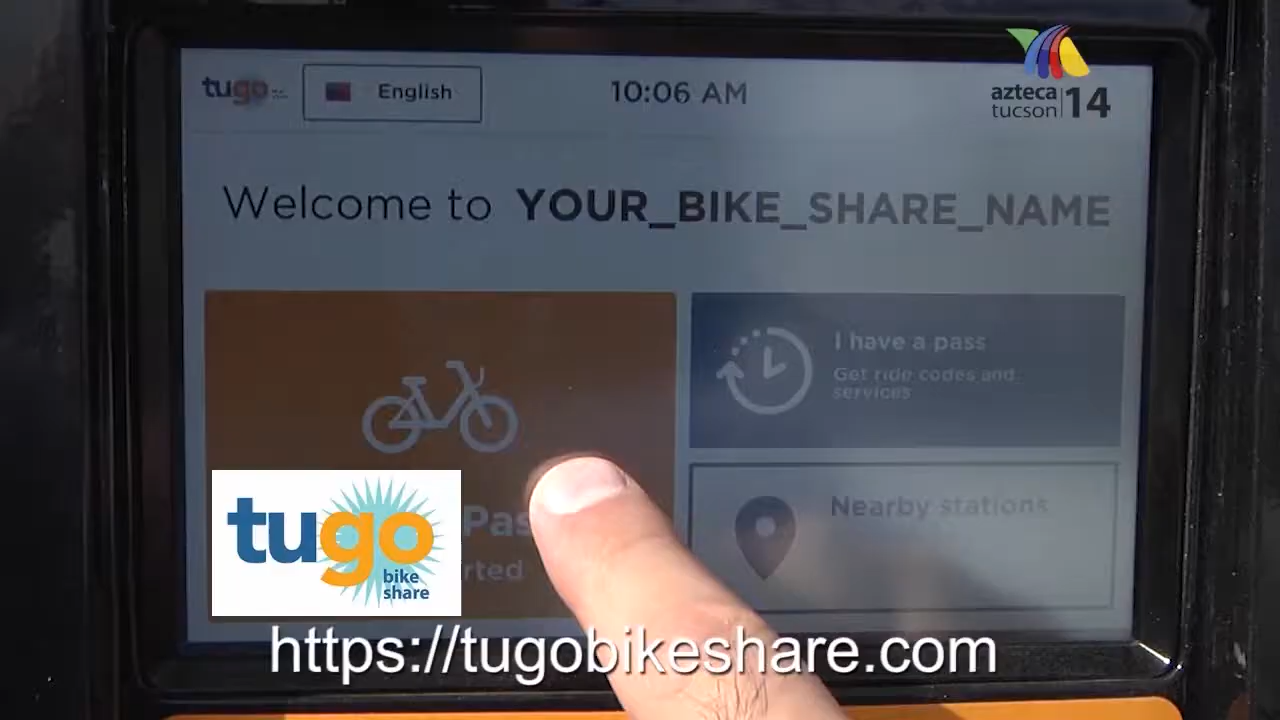 tugo
English
10:06 AM
azteca
tucson 14
Welcome to YOUR_BIKE_SHARE_NAME
I have a pass
Get ride codes and
services
Nearby stations
tugo
bike
share
https://tugobikeshare.com